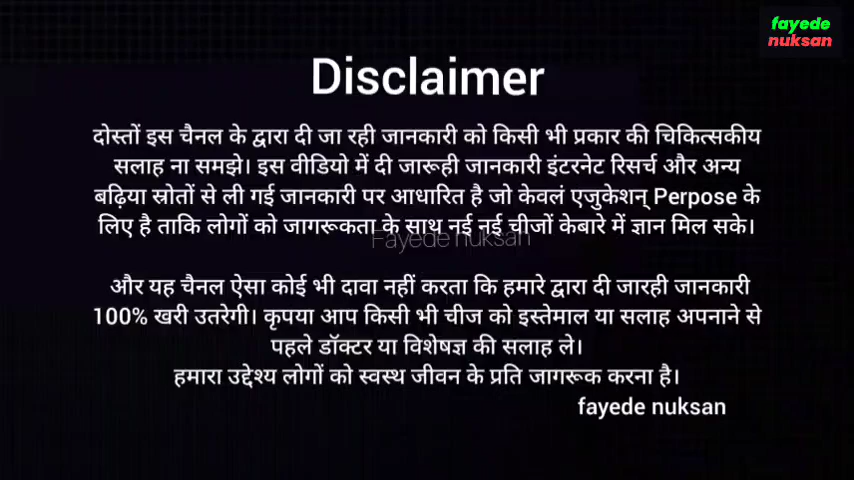 fayede
nuksan
Disclaimer
दोस्तों इस चैनल के द्वारा दी जा रही जानकारी को किसी भी प्रकार की चिकित्सकीय
सलाह ना समझे। इस वीडियो में दी जारूही जानकारी इंटरनेट रिसर्च और अन्य
बढ़िया स्रोतों से ली गई जानकारी पर आधारित है जो केवलं एजुकेशन् Perpose के
लिए है ताकि लोगों को जागरूकता के साथ नई नई चीजों केबारे में ज्ञान मिल सके।
Fayede nuksan
और यह चैनल ऐसा कोई भी दावा नहीं करता कि हमारे द्वारा दी जारही जानकारी
100% खरी उतरेगी। कृपया आप किसी भी चीज को इस्तेमाल या सलाह अपनाने से
पहले डॉक्टर या विशेषज्ञ की सलाह ले।
हमारा उद्देश्य लोगों को स्वस्थ जीवन के प्रति जागरूक करना है।
fayede nuksan